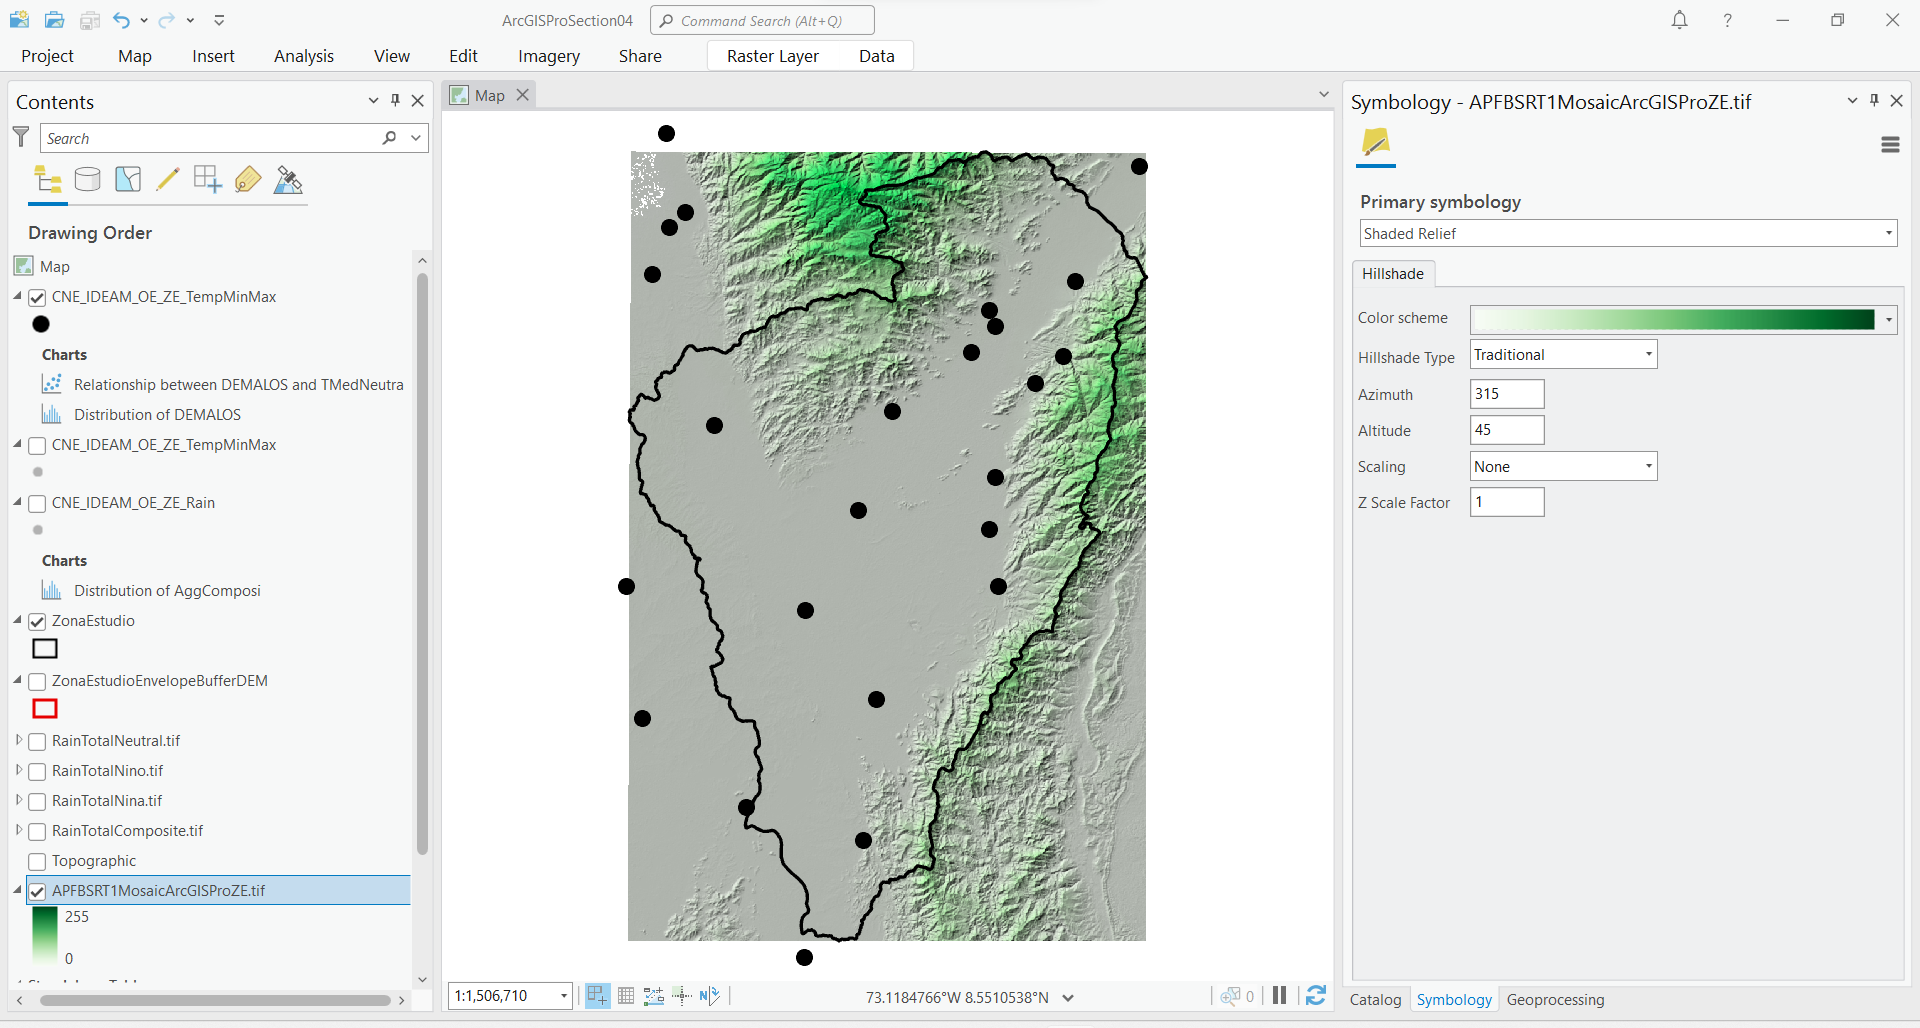 ArcGISProSection04
Command Search (Alt+Q)
?
Project
Map
Insert
Analysis
View
Edit
Imagery
Share
Raster Layer
Data
Contents
Search
Drawing Order
Map
CNE_IDEAM_OE_ZE_TempMinMax
Charts
Relationship between DEMALOS and TMedNeutra
Distribution of DEMALOS
CNE_IDEAM_OE_ZE_TempMinMax
CNE_IDEAM_OE_ZE_Rain
Charts
Distribution of AggComposi
ZonaEstudio
ZonaEstudioEnvelopeBufferDEM
RainTotalNeutral.tif
RainTotalNino.tif
RainTotalNina.tif
RainTotalComposite.tif
Topographic
APFBSRT1MosaicArcGISProZE.tif
255
0
Map
1:1,506,710
N
73.1184766°W 8.5510538°N
0
Symbology - APFBSRT1MosaicArcGISProZE.tif
Primary symbology
Shaded Relief
Hillshade
Color scheme
Hillshade Type Traditional
Azimuth 315
Altitude 45
Scaling None
Z Scale Factor 1
Catalog
Symbology
Geoprocessing